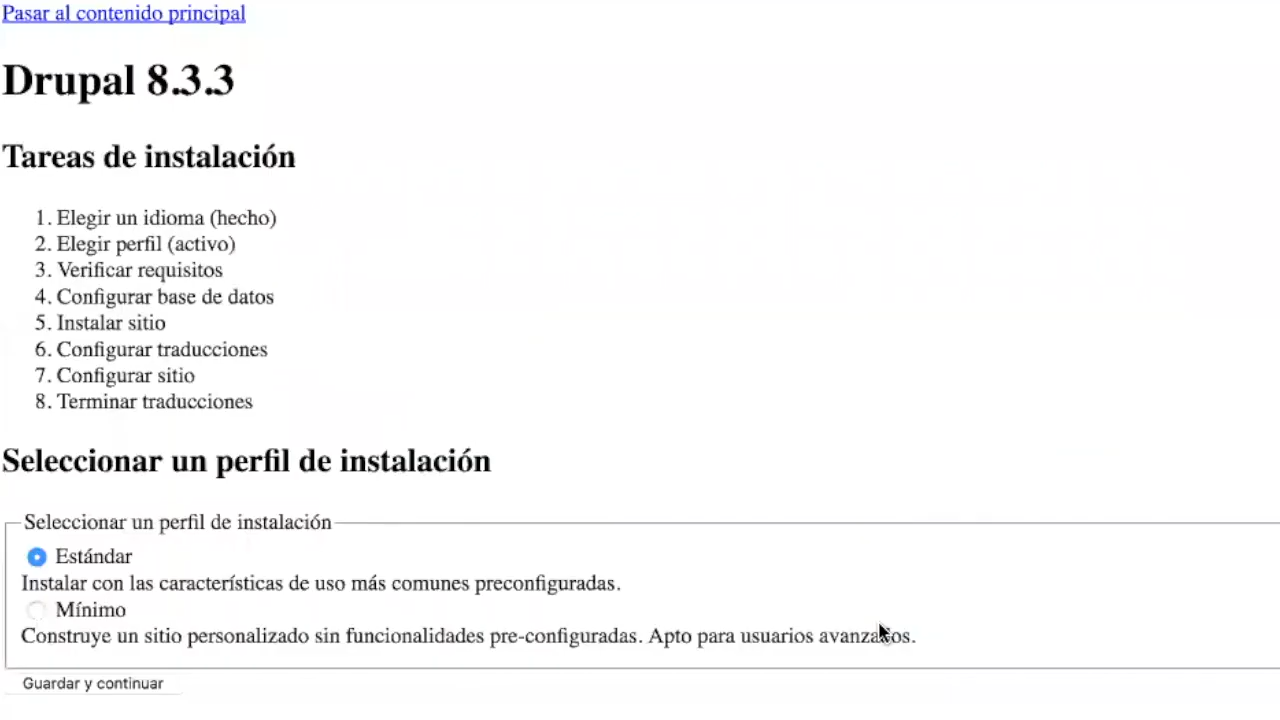 Pasar al contenido principal
Drupal 8.3.3
Tareas de instalación
1. Elegir un idioma (hecho)
2. Elegir perfil (activo)
3. Verificar requisitos
4. Configurar base de datos
5. Instalar sitio
6. Configurar traducciones
7. Configurar sitio
8. Terminar traducciones
Seleccionar un perfil de instalación
Seleccionar un perfil de instalación
Estándar
Instalar con las características de uso más comunes preconfiguradas.
Mínimo
Construye un sitio personalizado sin funcionalidades pre-configuradas. Apto para usuarios avanzados.
Guardar y continuar